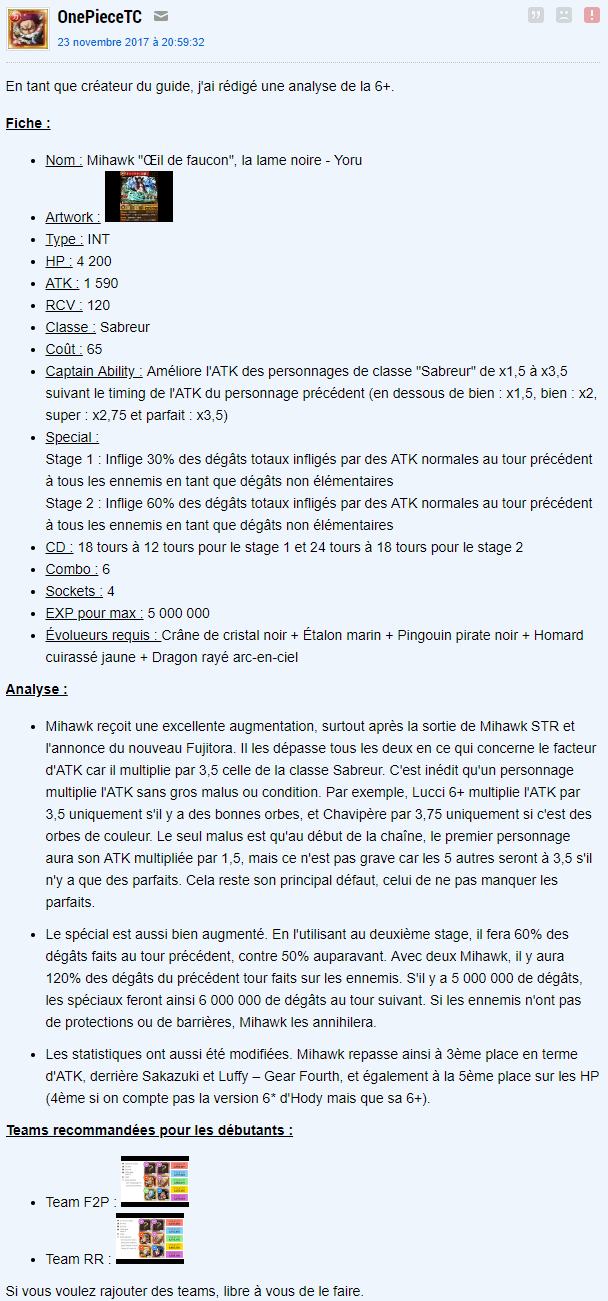 OnePieceTC
23 novembre 2017 à 20:59:32
En tant que créateur du guide, j'ai rédigé une analyse de la 6+.
Fiche :
Nom : Mihawk "Œil de faucon", la lame noire - Yoru
Artwork :
Type : INT
HP : 4 200
ATK : 1 590
RCV : 120
Classe : Sabreur
Coût : 65
Captain Ability : Améliore l'ATK des personnages de classe "Sabreur" de x1,5 à x3,5
suivant le timing de l'ATK du personnage précédent (en dessous de bien : x1,5, bien : x2,
super : x2,75 et parfait : x3,5)
Special :
Stage 1 : Inflige 30% des dégâts totaux infligés par des ATK normales au tour précédent
à tous les ennemis en tant que dégâts non élémentaires
Stage 2 : Inflige 60% des dégâts totaux infligés par des ATK normales au tour précédent
à tous les ennemis en tant que dégâts non élémentaires
CD : 18 tours à 12 tours pour le stage 1 et 24 tours à 18 tours pour le stage 2
Combo : 6
Sockets : 4
EXP pour max : 5 000 000
Évolueurs requis : Crâne de cristal noir + Étalon marin + Pingouin pirate noir + Homard
cuirassé jaune + Dragon rayé arc-en-ciel
Analyse :
Mihawk reçoit une excellente augmentation, surtout après la sortie de Mihawk STR et
l'annonce du nouveau Fujitora. Il les dépasse tous les deux en ce qui concerne le facteur
d'ATK car il multiplie par 3,5 celle de la classe Sabreur. C'est inédit qu'un personnage
multiplie l'ATK sans gros malus ou condition. Par exemple, Lucci 6+ multiplie l'ATK par
3,5 uniquement s'il y a des bonnes orbes, et Chavipère par 3,75 uniquement si c'est des
orbes de couleur. Le seul malus est qu'au début de la chaîne, le premier personnage
aura son ATK multipliée par 1,5, mais ce n'est pas grave car les 5 autres seront à 3,5 s'il
n'y a que des parfaits. Cela reste son principal défaut, celui de ne pas manquer les
parfaits.
Le spécial est aussi bien augmenté. En l'utilisant au deuxième stage, il fera 60% des
dégâts faits au tour précédent, contre 50% auparavant. Avec deux Mihawk, il y aura
120% des dégâts du précédent tour faits sur les ennemis. S'il y a 5 000 000 de dégâts,
les spéciaux feront ainsi 6 000 000 de dégâts au tour suivant. Si les ennemis n'ont pas
de protections ou de barrières, Mihawk les annihilera.
Les statistiques ont aussi été modifiées. Mihawk repasse ainsi à 3ème place en terme
d'ATK, derrière Sakazuki et Luffy – Gear Fourth, et également à la 5ème place sur les HP
(4ème si on compte pas la version 6* d'Hody mais que sa 6+).
Teams recommandées pour les débutants :
Team F2P :
Team RR :
Si vous voulez rajouter des teams, libre à vous de le faire.